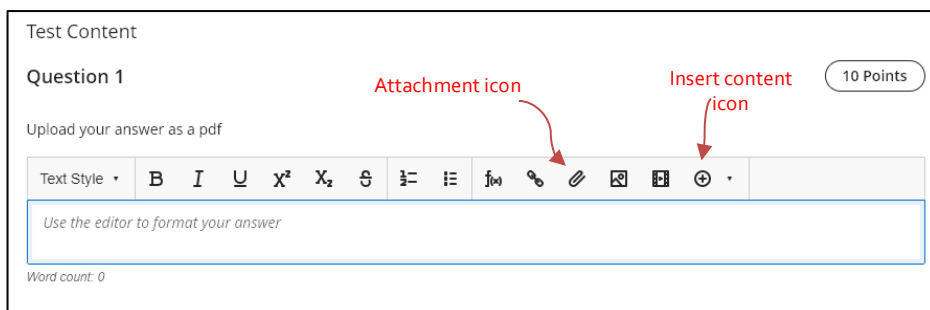 Test Content
Question 1
Attachment icon
Insert content
icon
10 Points
Upload your answer as a pdf
Text Style
B I U X² X₂ S f(x)
Use the editor to format your answer
Word count: 0